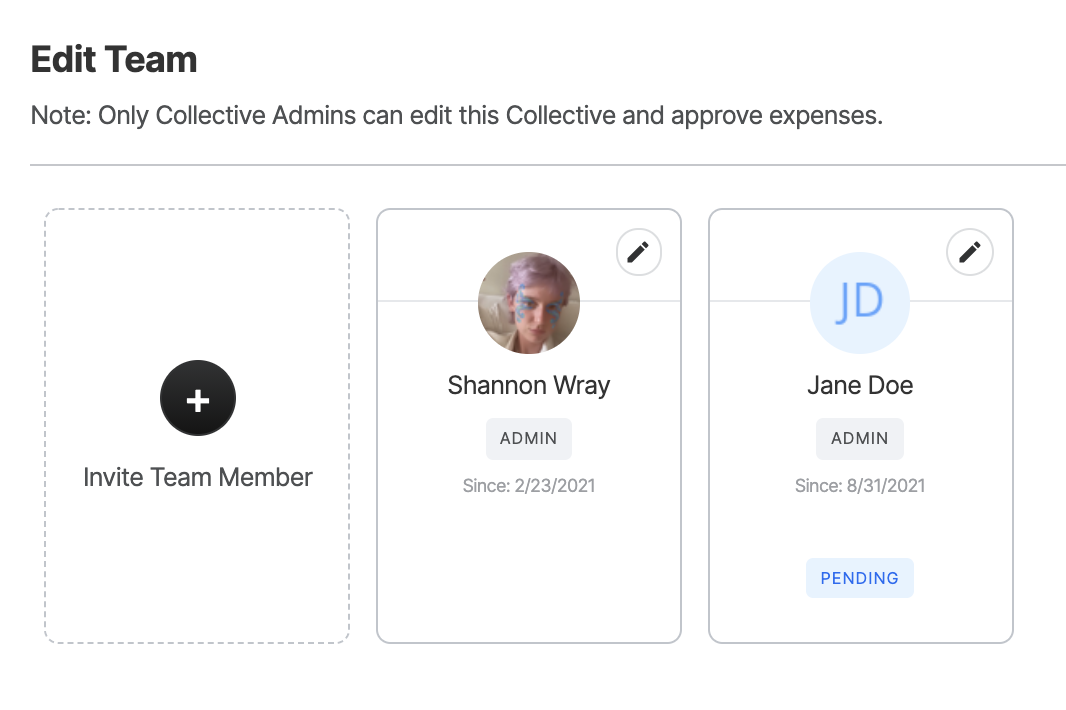 Edit Team
Note: Only Collective Admins can edit this Collective and approve expenses.
Invite Team Member
Shannon Wray
ADMIN
Since: 2/23/2021
JD
Jane Doe
ADMIN
Since: 8/31/2021
PENDING